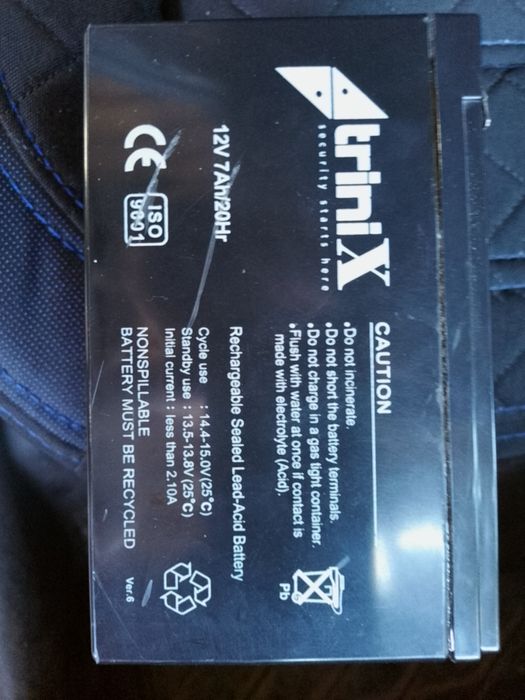 trinix
security starts here
12V 7Ah/20Hr
CE
ISO
9001
CAUTION
•Do not incinerate.
•Do not short the battery terminals.
•Do not charge in a gas tight container.
•Flush with water at once if contact is
made with electrolyte (Acid).
Pb
Rechargeable Sealed Lead-Acid Battery
Cycle use : 14.4-15.0V(25°C)
Standby use : 13.5-13.8V(25°C)
Initial current : less than 2.10A
NONSPILLABLE
BATTERY MUST BE RECYCLED
Ver.6